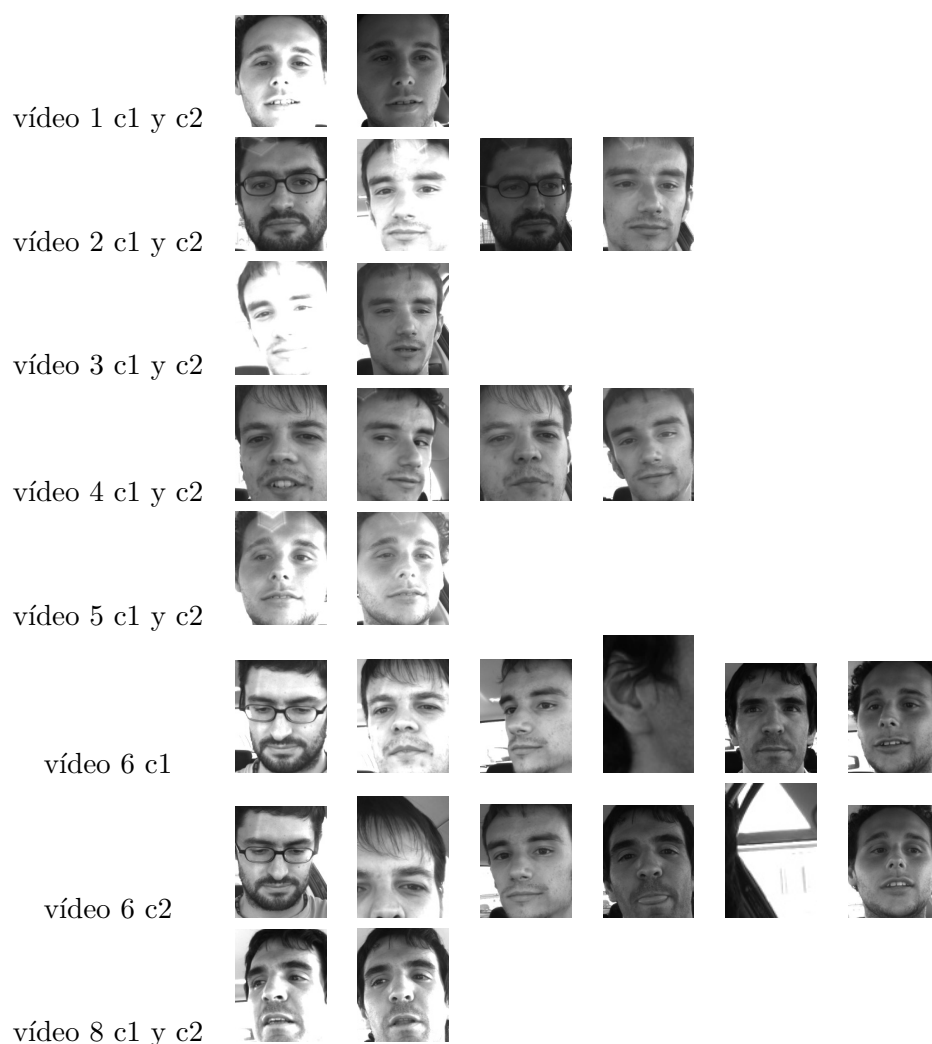 vídeo 1 c1 y c2
vídeo 2 c1 y c2
vídeo 3 c1 y c2
vídeo 4 c1 y c2
vídeo 5 c1 y c2
vídeo 6 c1
vídeo 6 c2
vídeo 8 c1 y c2